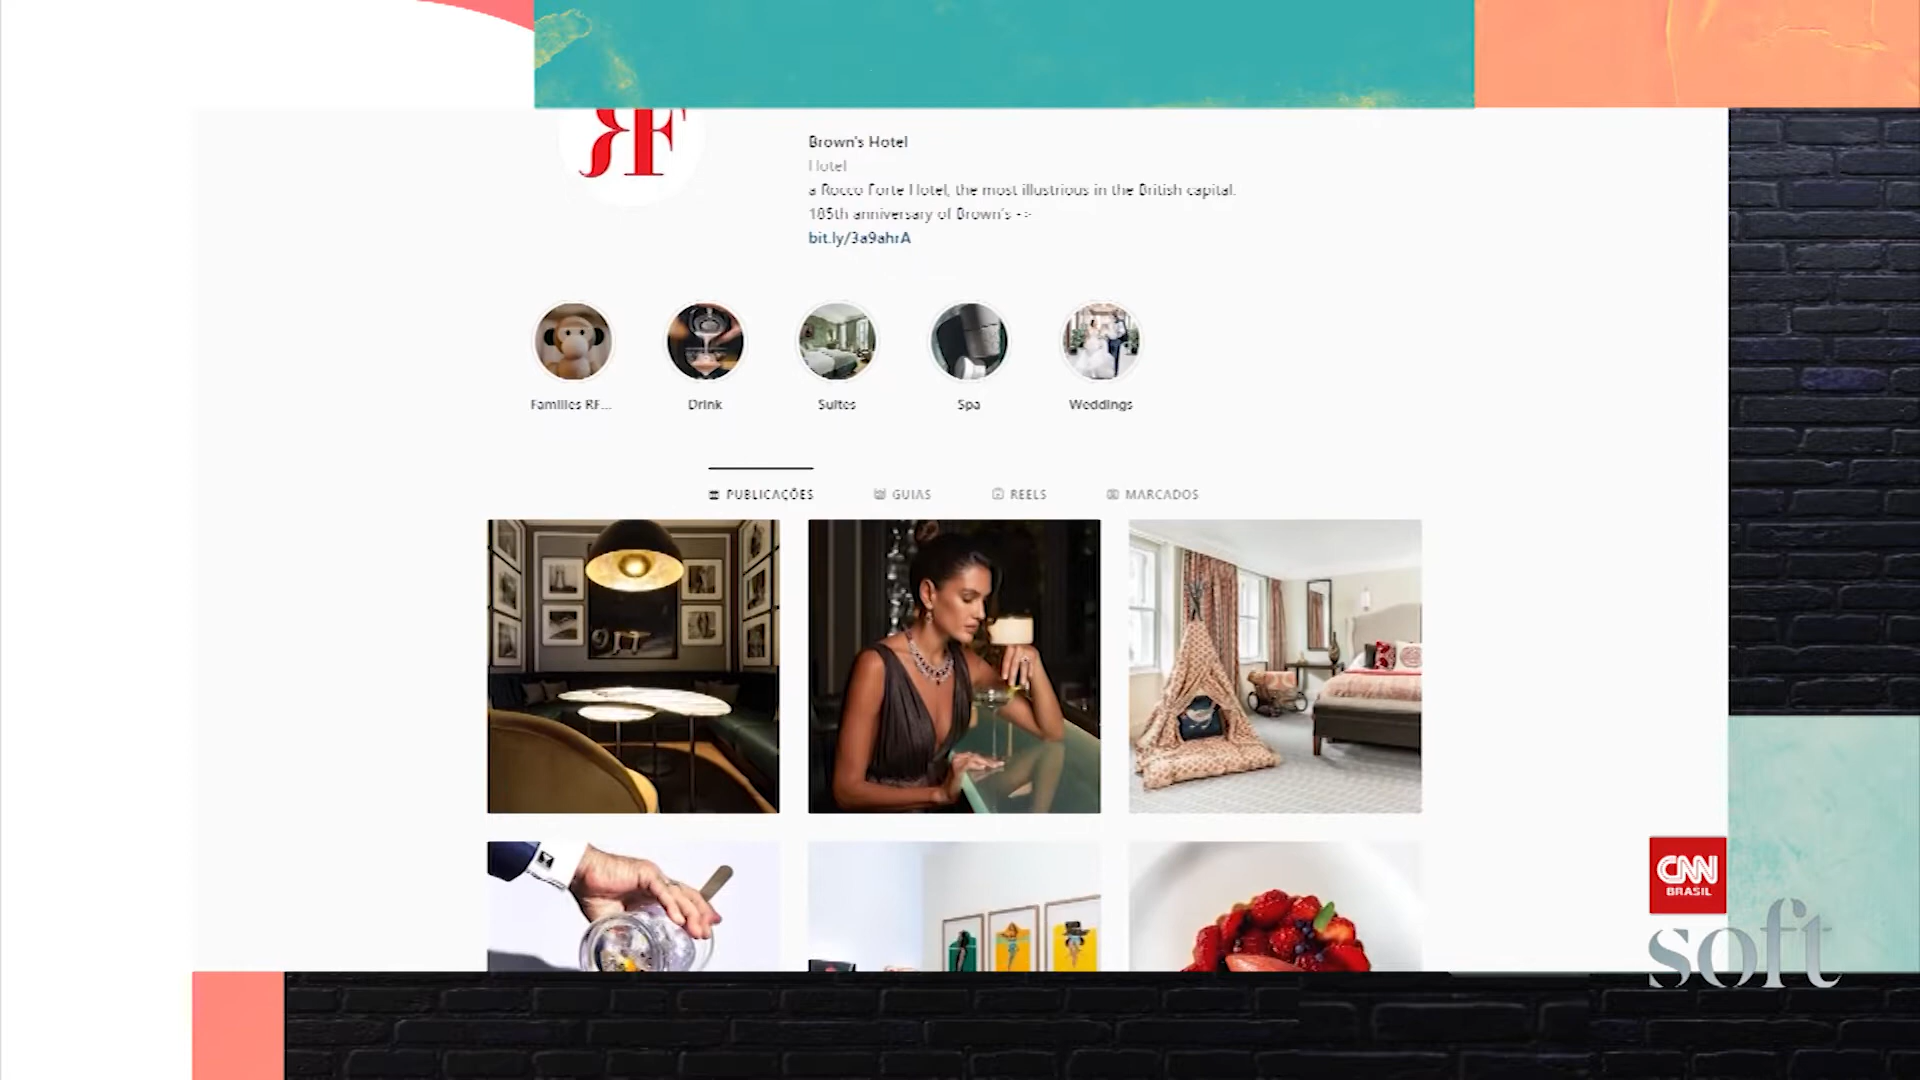 RF
Brown's Hotel
Hotel
a Rocco Forte Hotel, the most illustrious in the British capital.
185th anniversary of Brown's ->
bit.ly/3a9ahrA
Families RF...
Drink
Suites
Spa
Weddings
PUBLICAÇÕES
GUIAS
REELS
MARCADOS
CNN
BRASIL
soft